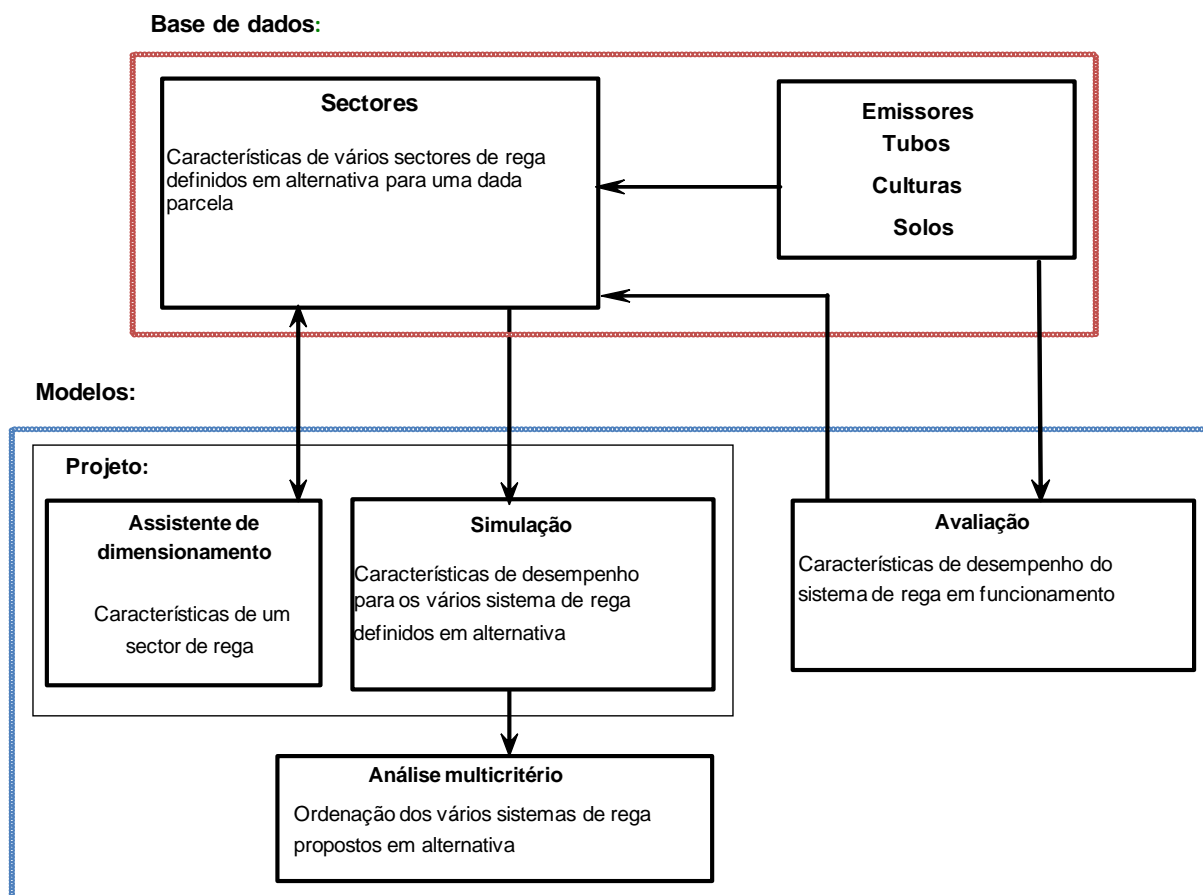 Base de dados:
Sectores
Características de vários sectores de rega
definidos em alternativa para uma dada
parcela
Emissores
Tubos
Culturas
Solos
Modelos:
Projeto:
Assistente de
dimensionamento
Características de um
sector de rega
Simulação
Características de desempenho
para os vários sistema de rega
definidos em alternativa
Avaliação
Características de desempenho do
sistema de rega em funcionamento
Análise multicritério
Ordenação dos vários sistemas de rega
propostos em alternativa